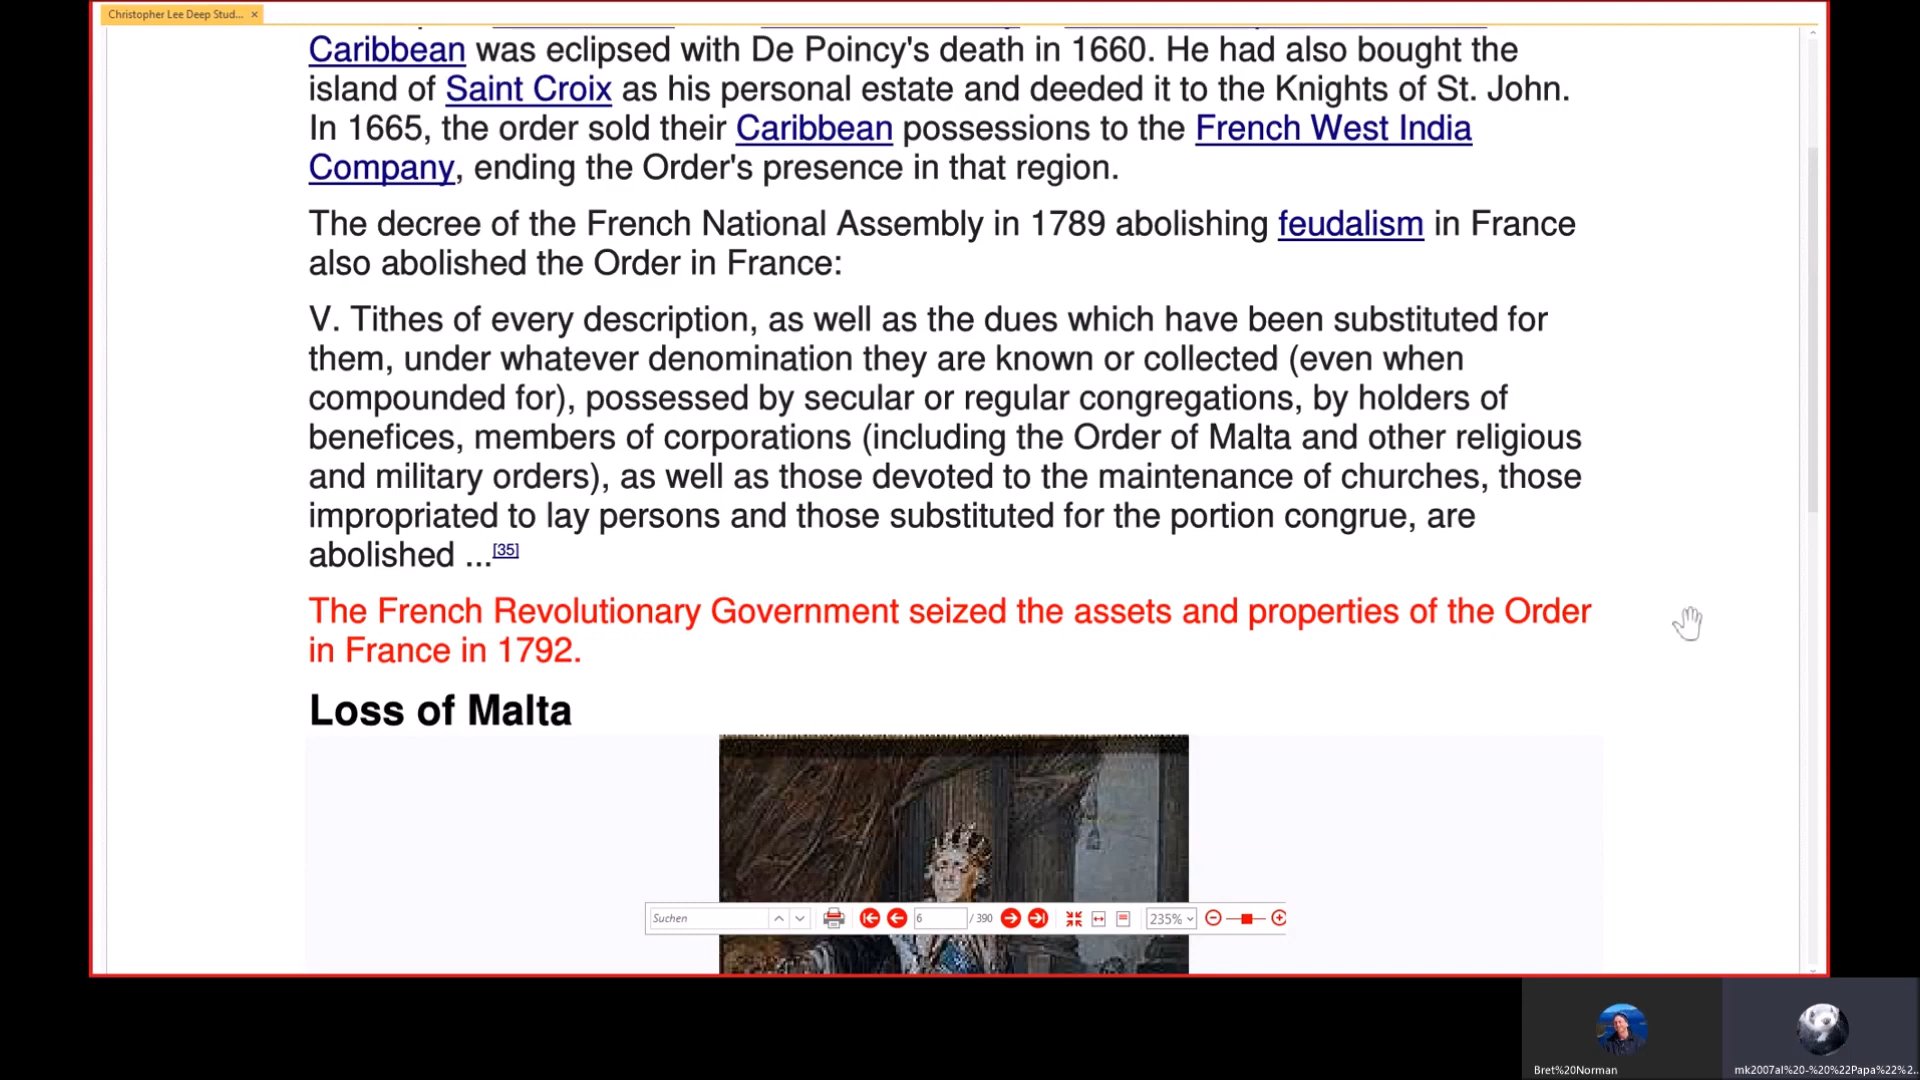 Christopher Lee Deep Stud... ×
Caribbean was eclipsed with De Poincy's death in 1660. He had also bought the
island of Saint Croix as his personal estate and deeded it to the Knights of St. John.
In 1665, the order sold their Caribbean possessions to the French West India
Company, ending the Order's presence in that region.
The decree of the French National Assembly in 1789 abolishing feudalism in France
also abolished the Order in France:
V. Tithes of every description, as well as the dues which have been substituted for
them, under whatever denomination they are known or collected (even when
compounded for), possessed by secular or regular congregations, by holders of
benefices, members of corporations (including the Order of Malta and other religious
and military orders), as well as those devoted to the maintenance of churches, those
impropriated to lay persons and those substituted for the portion congrue, are
abolished ...[35]
The French Revolutionary Government seized the assets and properties of the Order
in France in 1792.
Loss of Malta
Suchen 6 / 390 235%
Bret%20Norman
mk2007al%20-%20%22Papa%22%2...